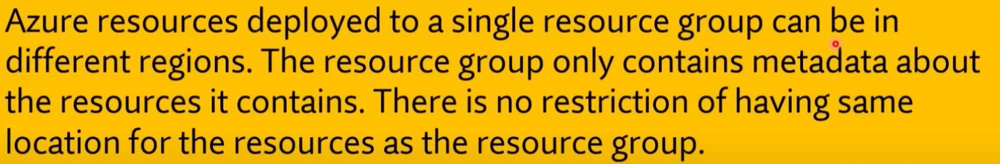 Azure resources deployed to a single resource group can be in
different regions. The resource group only contains metadata about
the resources it contains. There is no restriction of having same
location for the resources as the resource group.